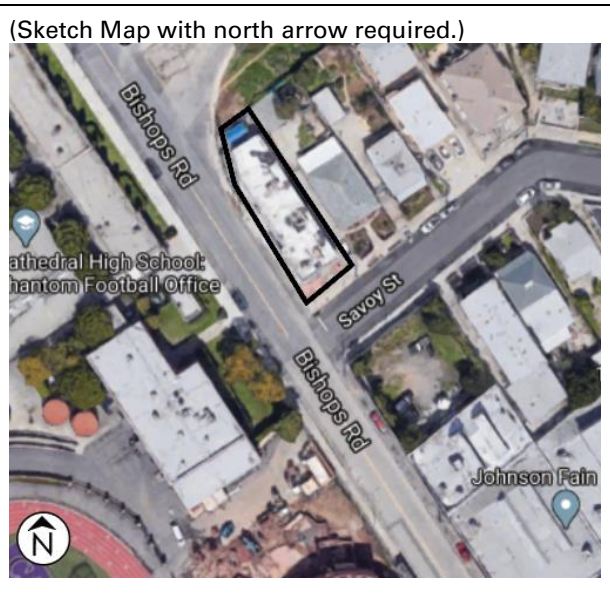 (Sketch Map with north arrow required.)
Bishops Rd
athedral High School:
hantom Football Office
Savoy St
Bishops Rd
Johnson Fain
N